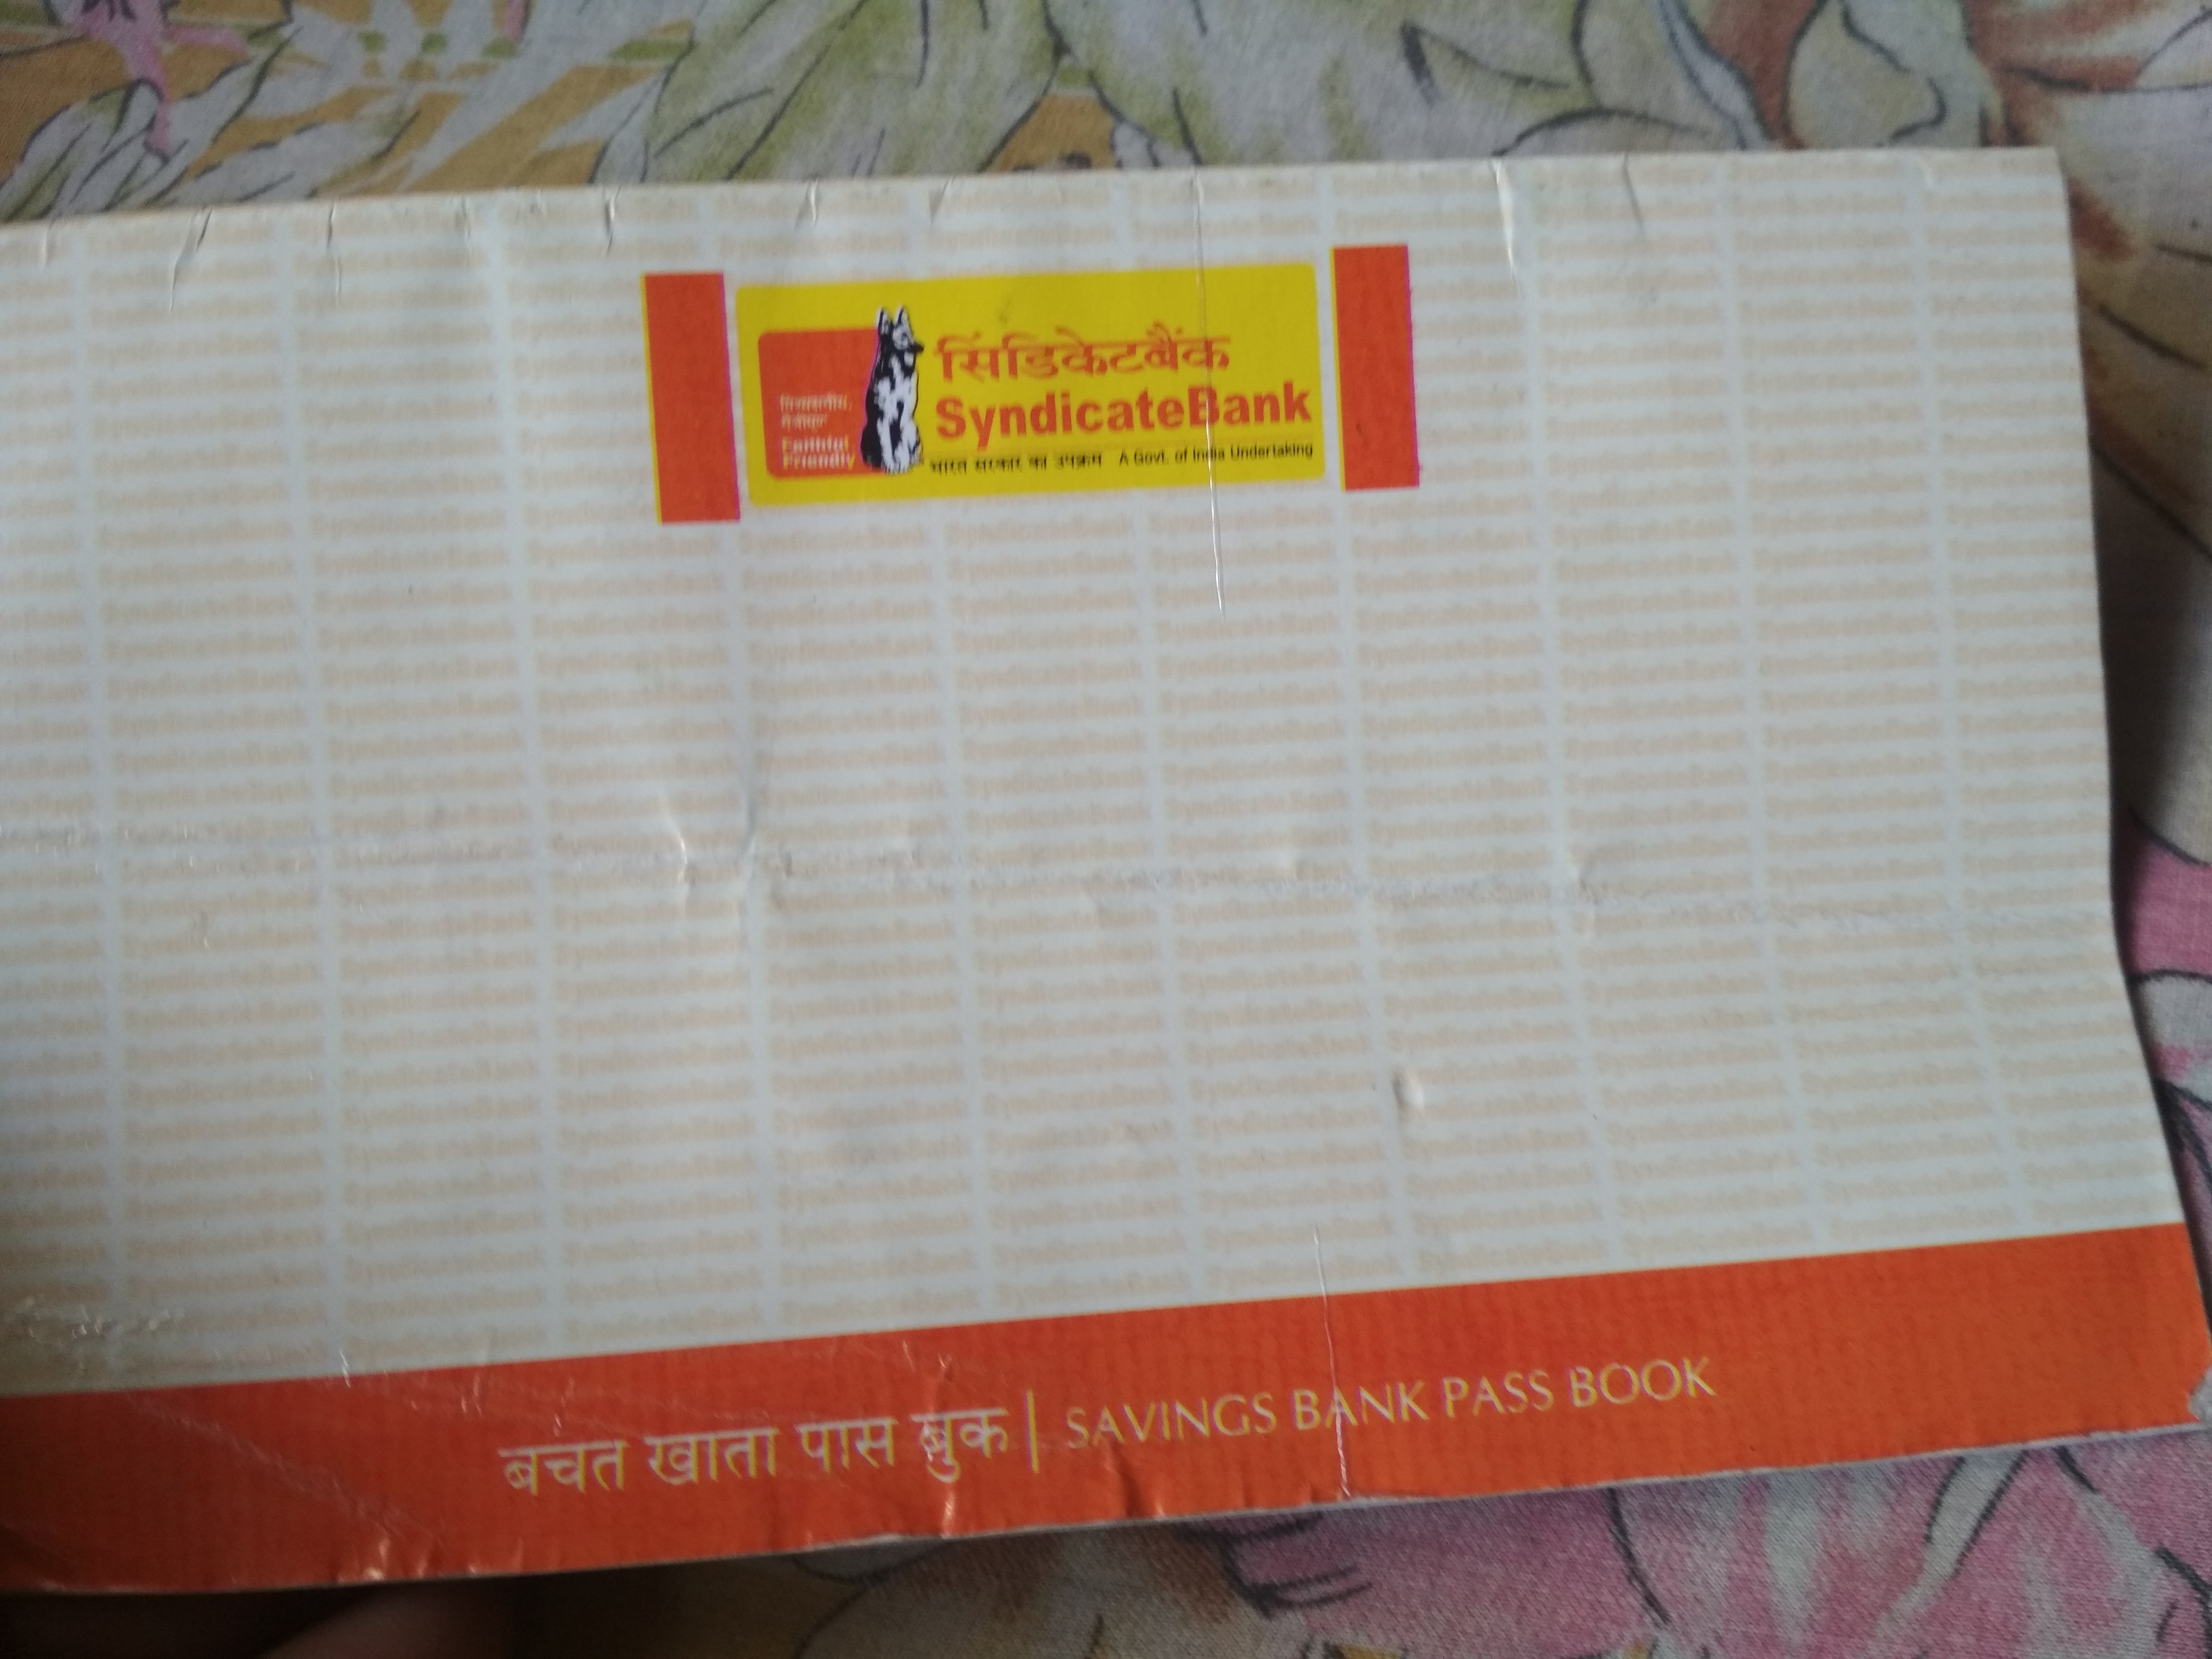 सिंडिकेटबैंक
SyndicateBank
भारत सरकार का उपक्रम A Govt. of India Undertaking
Faithful
Friendly
बचत खाता पास बुक | SAVINGS BANK PASS BOOK